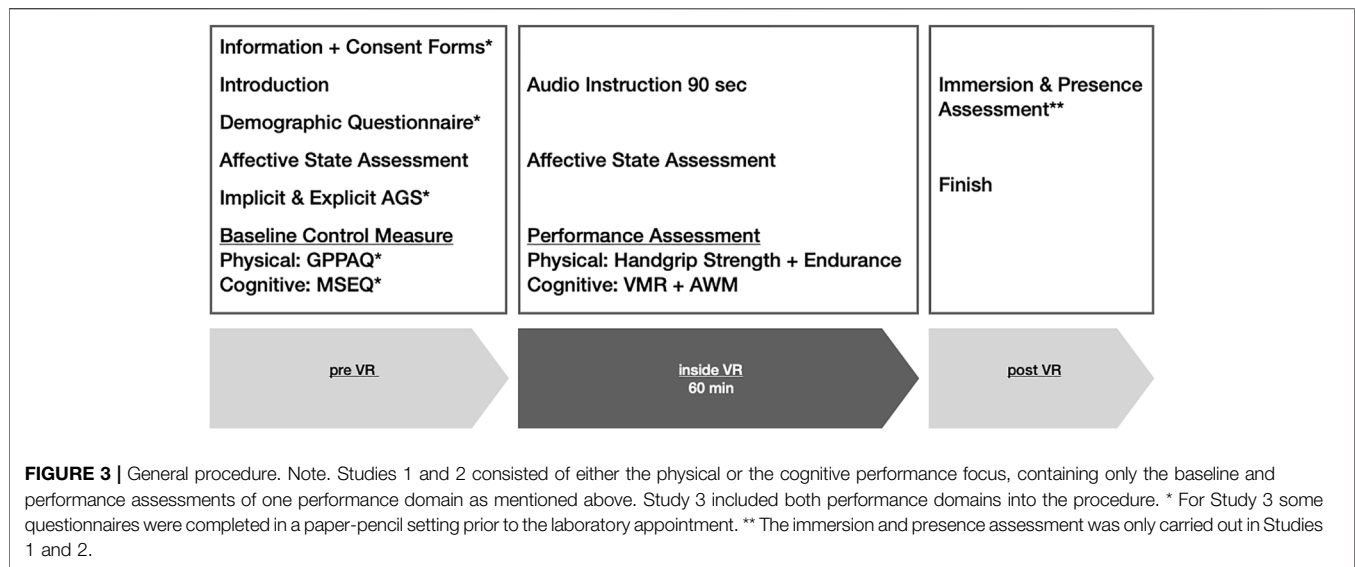 Information + Consent Forms*
Introduction
Demographic Questionnaire*
Affective State Assessment
Implicit & Explicit AGS*
Baseline Control Measure
Physical: GPPAQ*
Cognitive: MSEQ*
Audio Instruction 90 sec
Affective State Assessment
Performance Assessment
Physical: Handgrip Strength + Endurance
Cognitive: VMR + AWM
Immersion & Presence
Assessment**
Finish
pre VR
inside VR
60 min
post VR
FIGURE 3 | General procedure. Note. Studies 1 and 2 consisted of either the physical or the cognitive performance focus, containing only the baseline and
performance assessments of one performance domain as mentioned above. Study 3 included both performance domains into the procedure. * For Study 3 some
questionnaires were completed in a paper-pencil setting prior to the laboratory appointment. ** The immersion and presence assessment was only carried out in Studies
1 and 2.